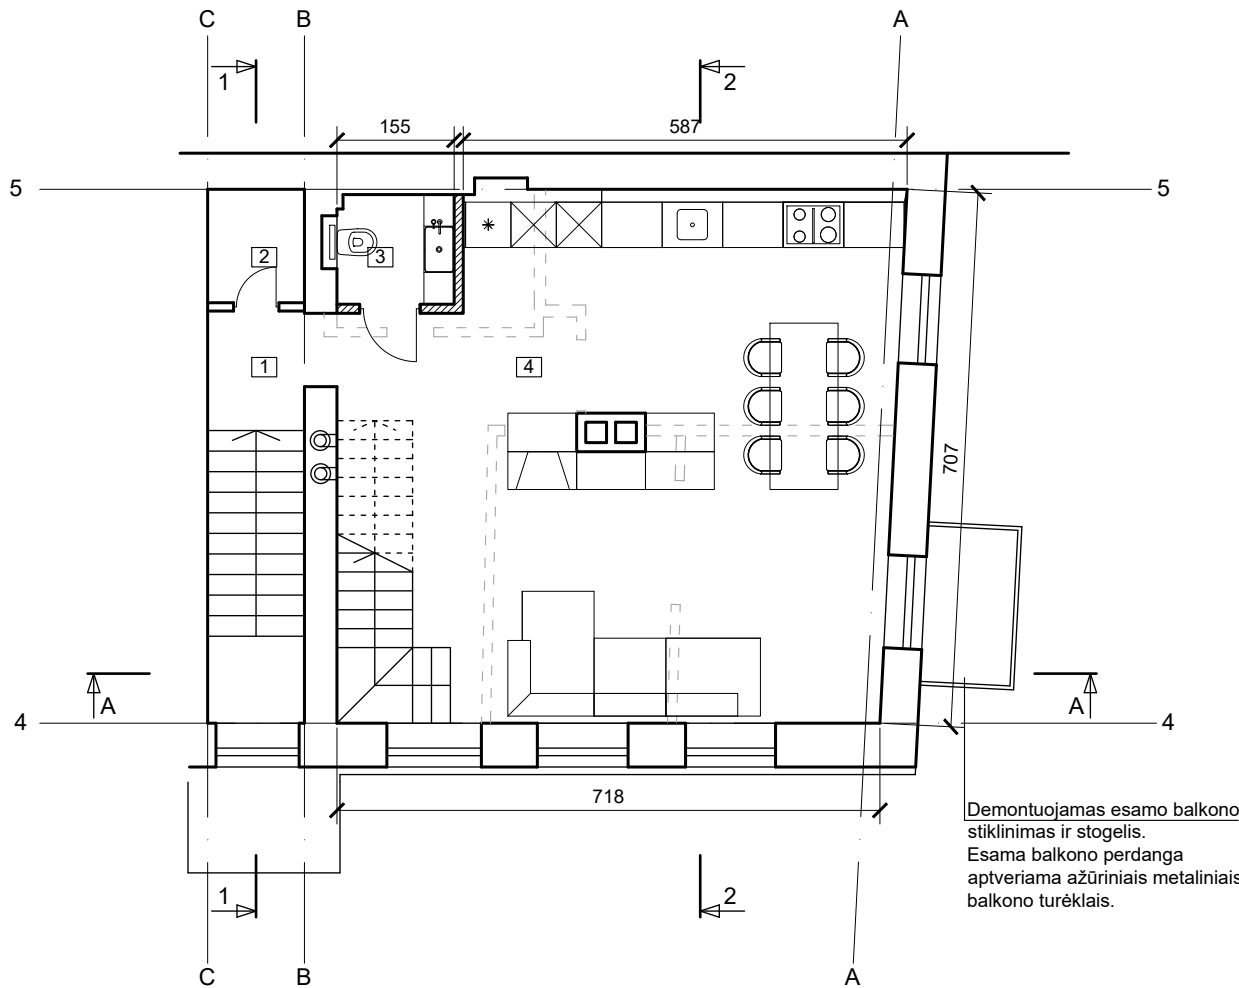 C
B
A
1
2
155
587
5
5
2
3
1
4
707
A
A
4
4
718
Demontuojamas esamo balkono
stiklinimas ir stogelis.
Esama balkono perdanga
aptveriama ažūriniais metaliniais
balkono turėklais.
1
2
C
B
A